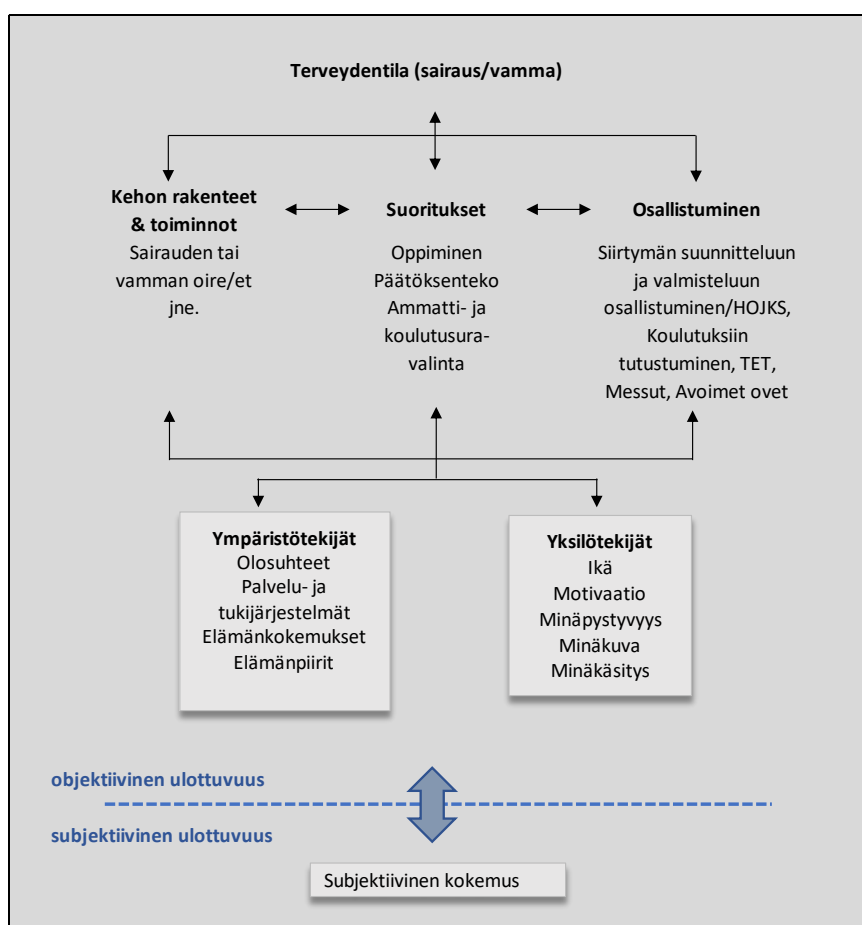 Terveydentila (sairaus/vamma)
Kehon rakenteet
& toiminnot
Sairauden tai
vamman oire/et
jne.
Suoritukset
Oppiminen
Päätöksenteko
Ammatti- ja
koulutusura-
valinta
Osallistuminen
Siirtymän suunnitteluun
ja valmisteluun
osallistuminen/HOJKS,
Koulutuksiin
tutustuminen, TET,
Messut, Avoimet ovet
Ympäristötekijät
Olosuhteet
Palvelu- ja
tukijärjestelmät
Elämänkokemukset
Elämänpiirit
Yksilötekijät
Ikä
Motivaatio
Minäpystyvyys
Minäkuva
Minäkäsitys
objektiivinen ulottuvuus
subjektiivinen ulottuvuus
Subjektiivinen kokemus